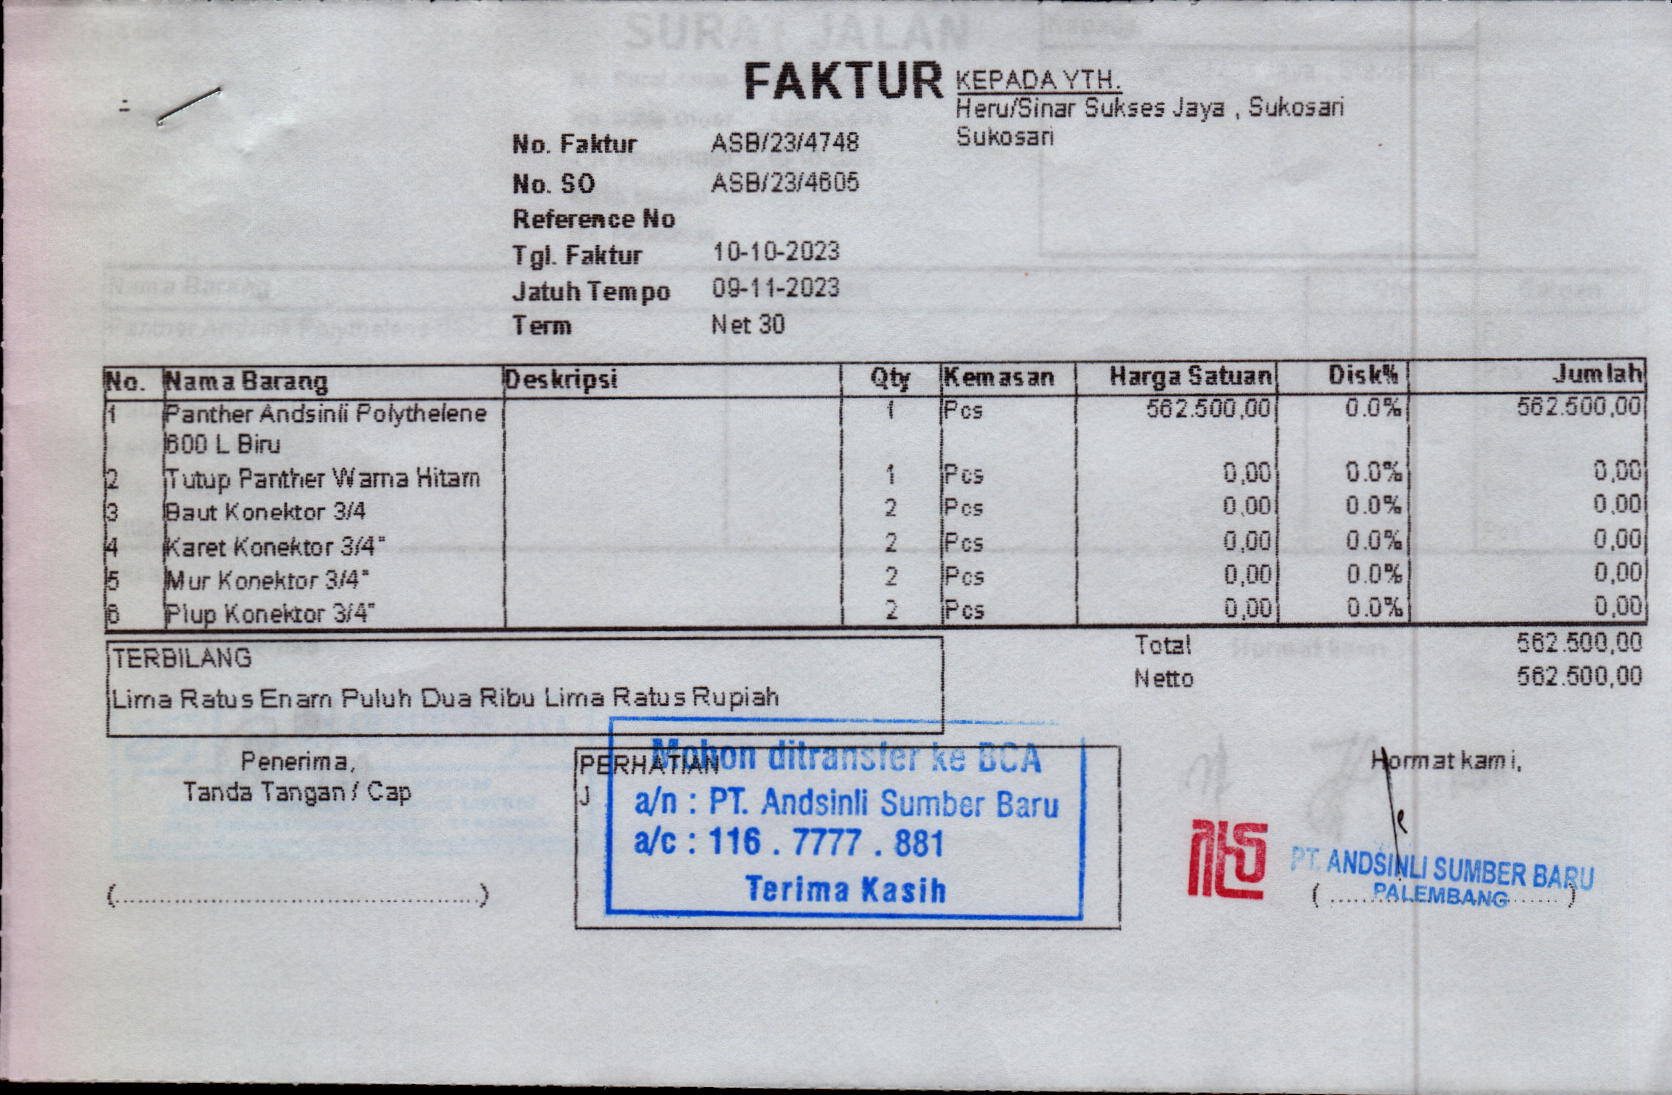 FAKTUR
KEPADA YTH.
Heru/Sinar Sukses Jaya , Sukosari
Sukosari
No. Faktur ASB/23/4748
No. SO ASB/23/4605
Reference No
Tgl. Faktur 10-10-2023
Jatuh Tempo 09-11-2023
Term Net 30
No. Nama Barang Deskripsi Qty Kemasan Harga Satuan Disk% Jumlah
1 Panther Andsinli Polythelene 1 Pcs 562.500,00 0.0% 562.500,00
600 L Biru
2 Tutup Panther Warna Hitam 1 Pcs 0,00 0.0% 0,00
3 Baut Konektor 3/4 2 Pcs 0,00 0.0% 0,00
4 Karet Konektor 3/4" 2 Pcs 0,00 0.0% 0,00
5 Mur Konektor 3/4" 2 Pcs 0,00 0.0% 0,00
6 Plup Konektor 3/4" 2 Pcs 0,00 0.0% 0,00
Total 562.500,00
Netto 562.500,00
TERBILANG
Lima Ratus Enam Puluh Dua Ribu Lima Ratus Rupiah
Penerima,
Tanda Tangan / Cap
(..............................................)
PERHATIAN
J
Mohon ditransfer ke BCA
a/n : PT. Andsinli Sumber Baru
a/c : 116 . 7777 . 881
Terima Kasih
Hormat kami,
PT. ANDSINLI SUMBER BARU
PALEMBANG
SURAT JALAN
Nama Barang